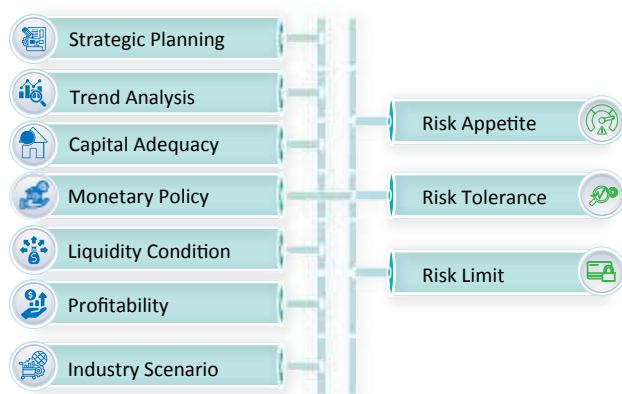 Strategic Planning
Trend Analysis
Capital Adequacy
Monetary Policy
Liquidity Condition
Profitability
Industry Scenario
Risk Appetite
Risk Tolerance
Risk Limit